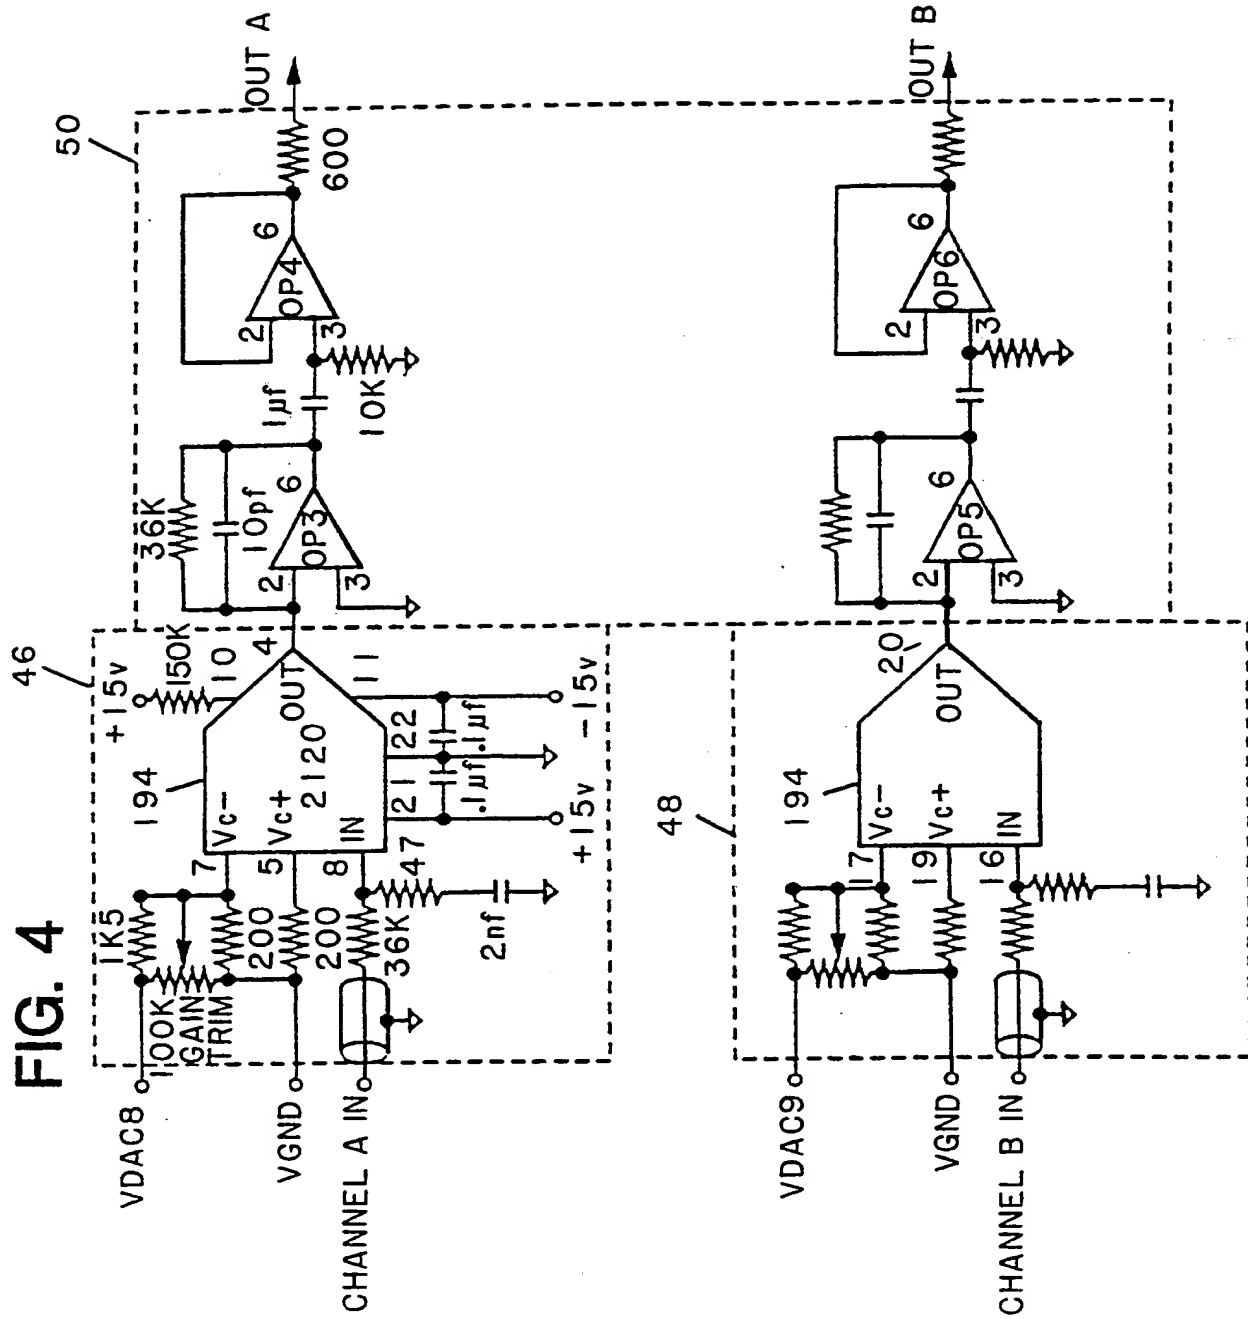 FIG. 4
46
50
+15v
150K
194
10
VDAC8
1K5
7
Vc-
100K
GAIN
TRIM
200
VGND
5
Vc+
2120
OUT
4
200
CHANNEL A IN
36K
8
IN
47
2nf
21
22
11
.1µf
.1µf
+15v
-15v
36K
10pf
2
3
OP3
6
1µf
10K
2
3
OP4
6
600
OUT A
48
194
VDAC9
17
Vc-
VGND
19
Vc+
OUT
20
CHANNEL B IN
16
IN
2
3
OP5
6
2
3
OP6
6
OUT B